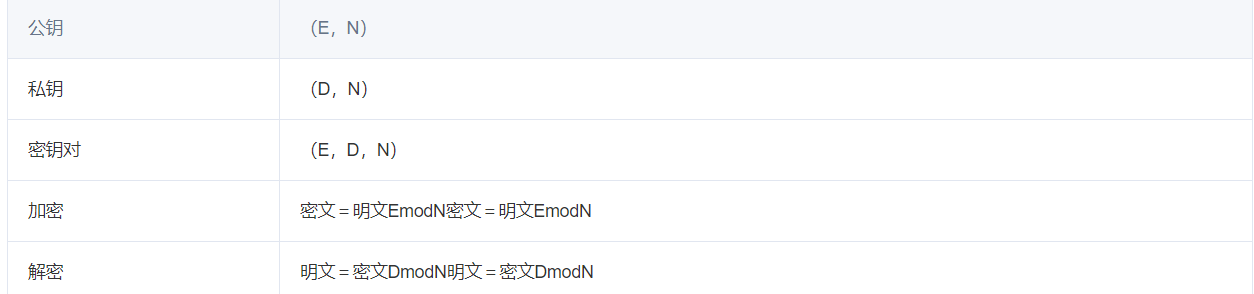 公钥 （E，N）
私钥 （D，N）
密钥对 （E，D，N）
加密 密文＝明文EmodN密文＝明文EmodN
解密 明文＝密文DmodN明文＝密文DmodN